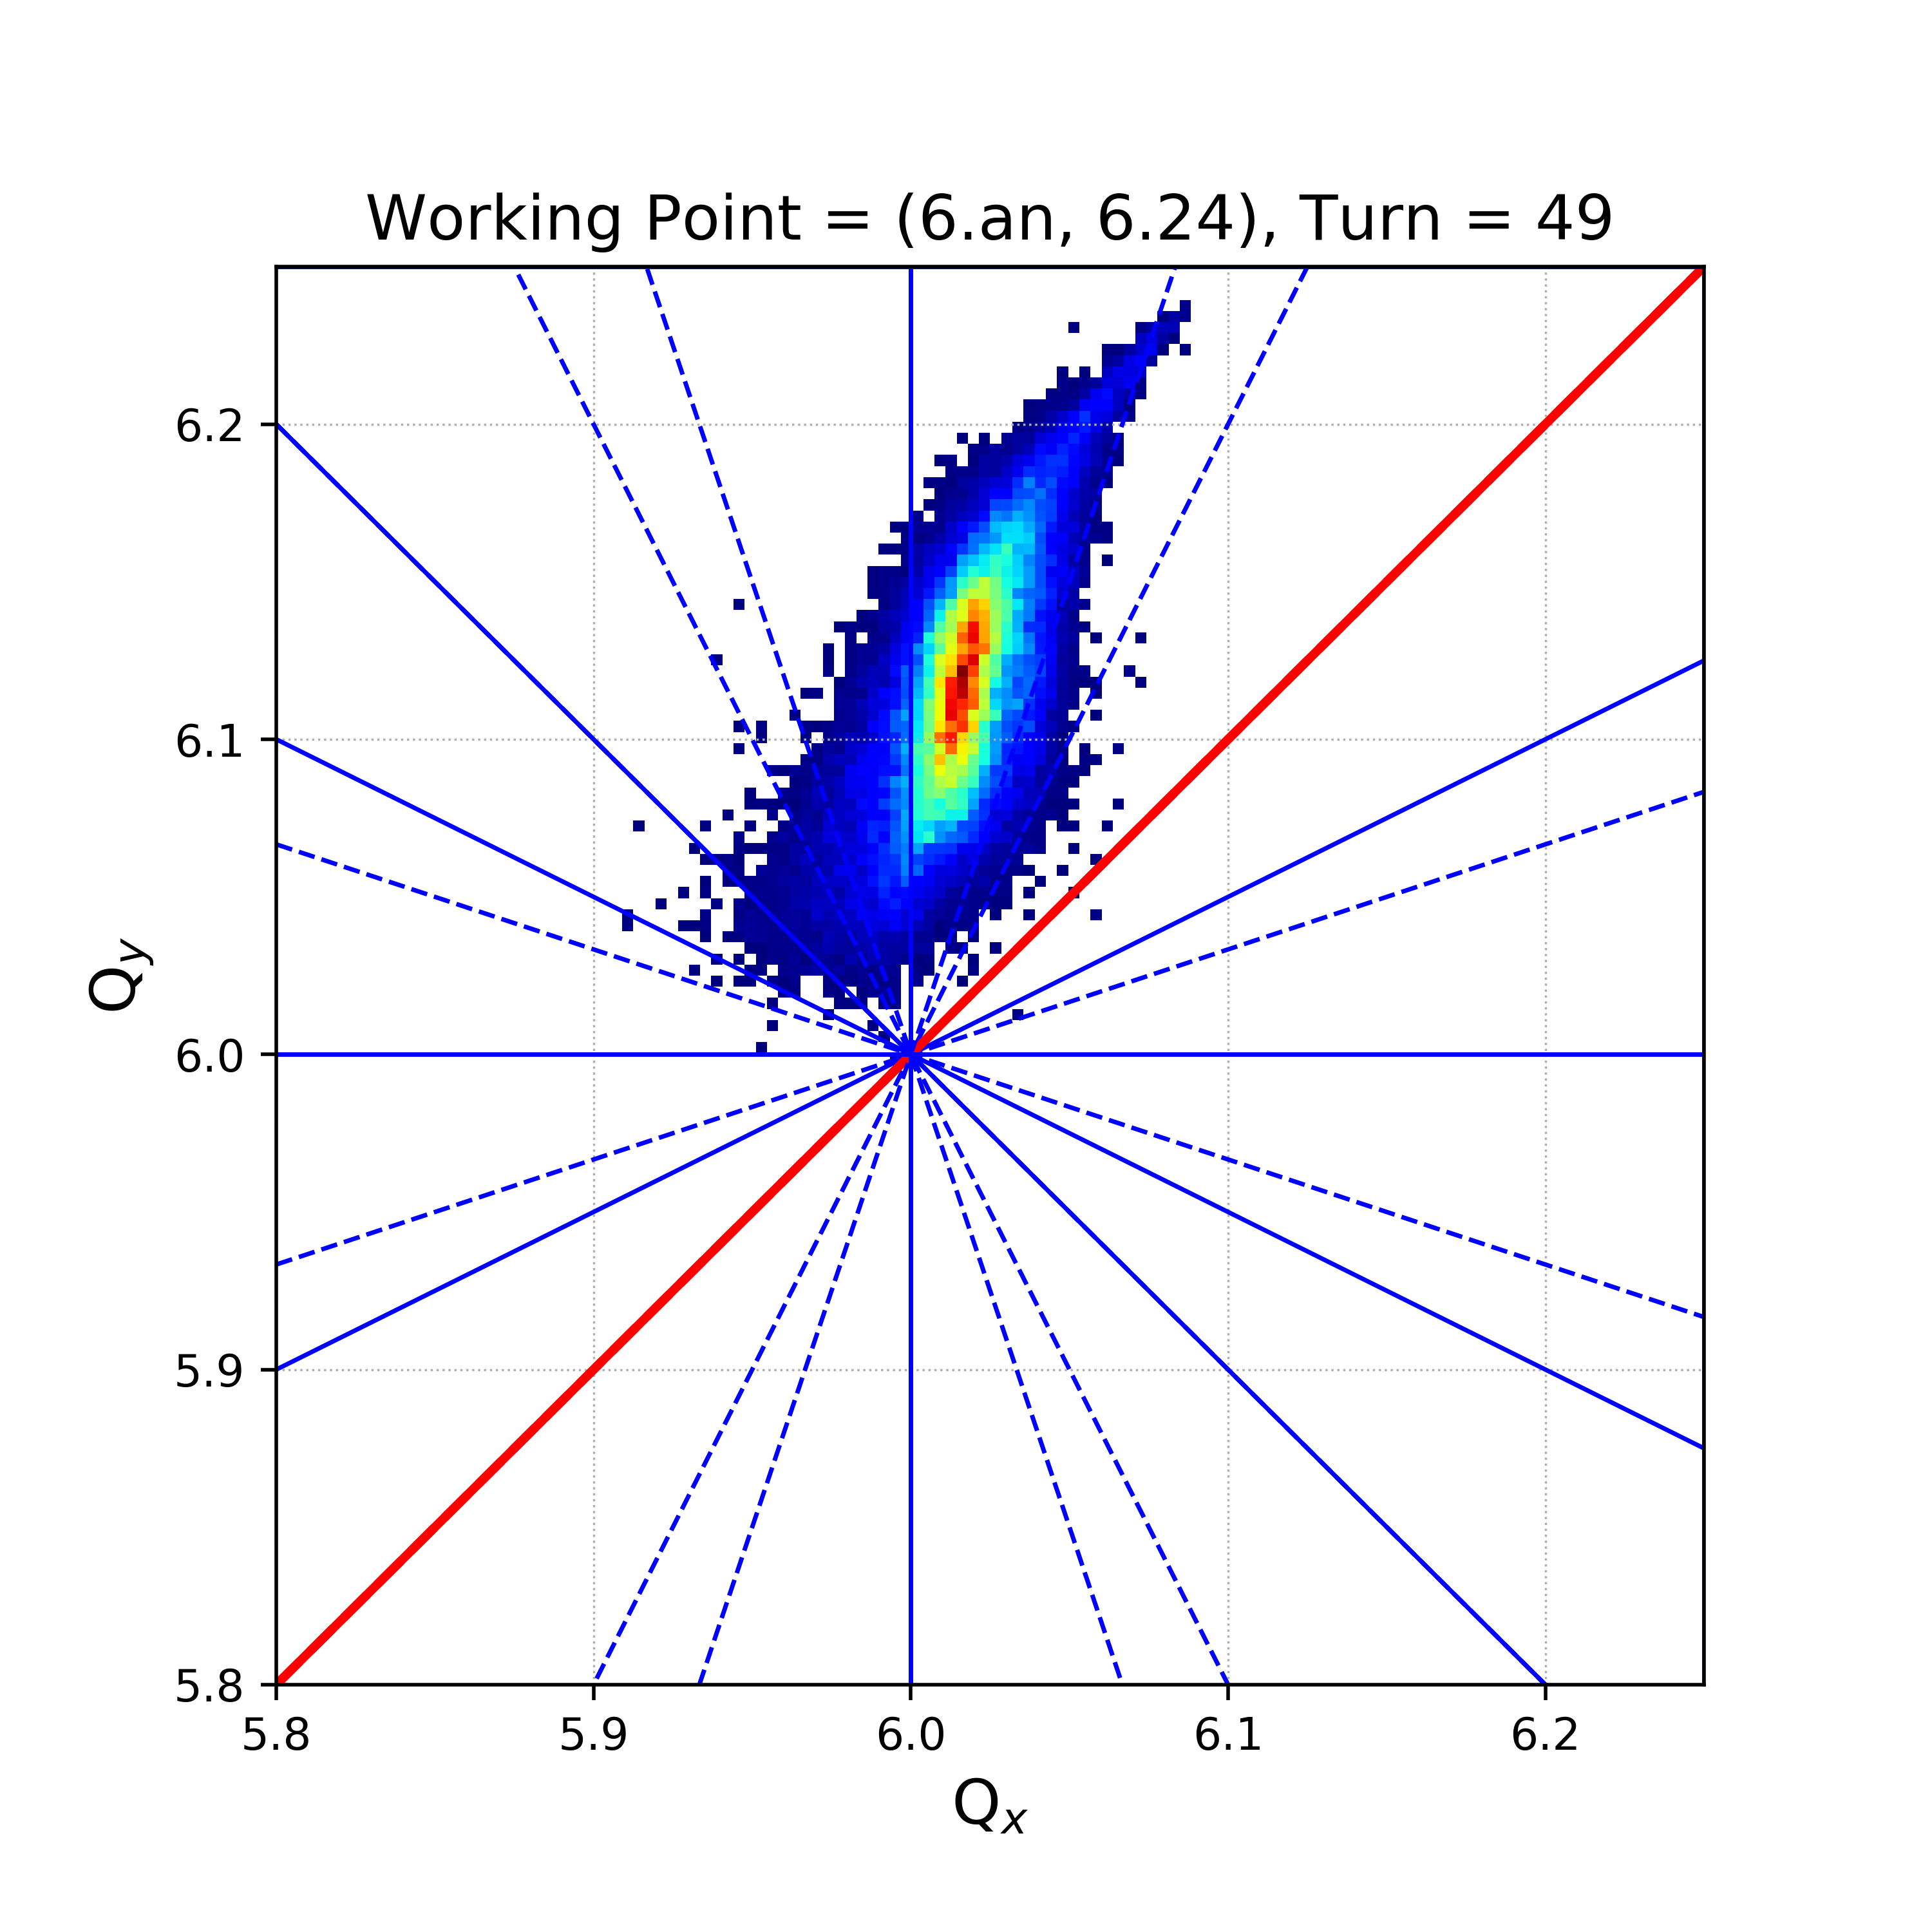 Working Point = (6.an, 6.24), Turn = 49
6.2
6.1
6.0
5.9
5.8
Qy
5.8 5.9 6.0 6.1 6.2
Qx